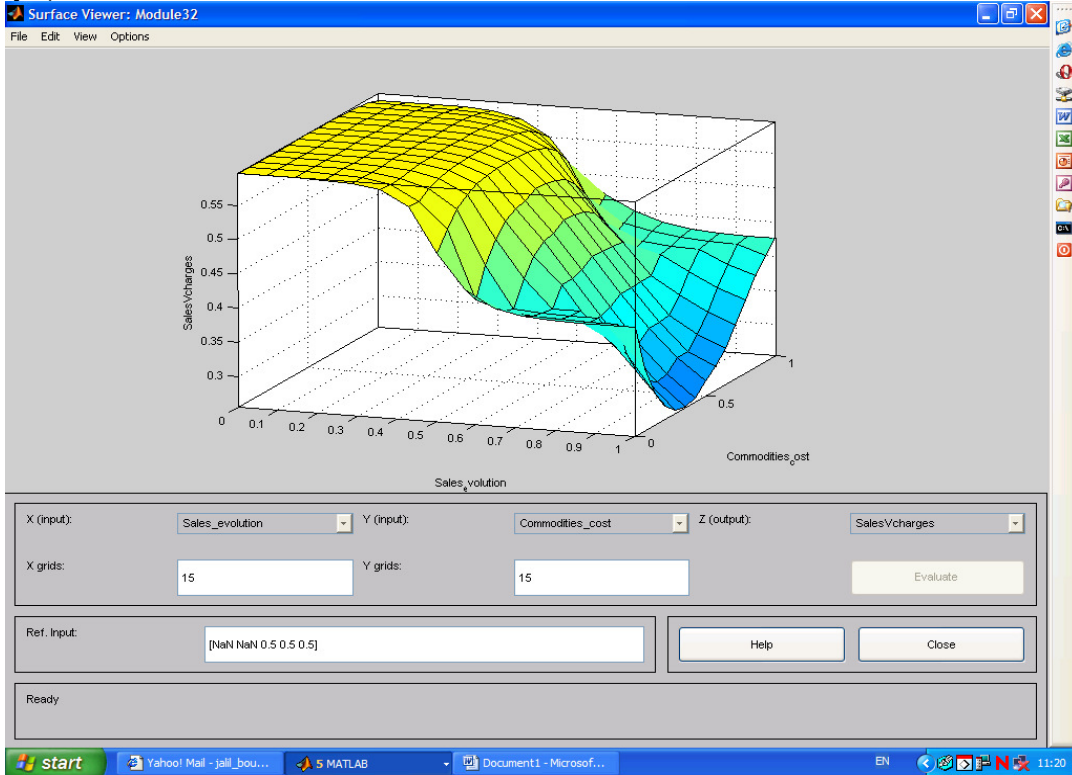 Surface Viewer: Module32
File Edit View Options
0.55
0.5
0.45
0.4
0.35
0.3
SalesVcharges
0 0.1 0.2 0.3 0.4 0.5 0.6 0.7 0.8 0.9 1
Sales_evolution
0 0.5 1
Commodities_cost
X (input): Sales_evolution Y (input): Commodities_cost Z (output): SalesVcharges
X grids: 15 Y grids: 15 Evaluate
Ref. Input: [NaN NaN 0.5 0.5 0.5] Help Close
Ready
start Yahoo! Mail - jalil_bou... 5 MATLAB Document1 - Microsof... EN 11:20